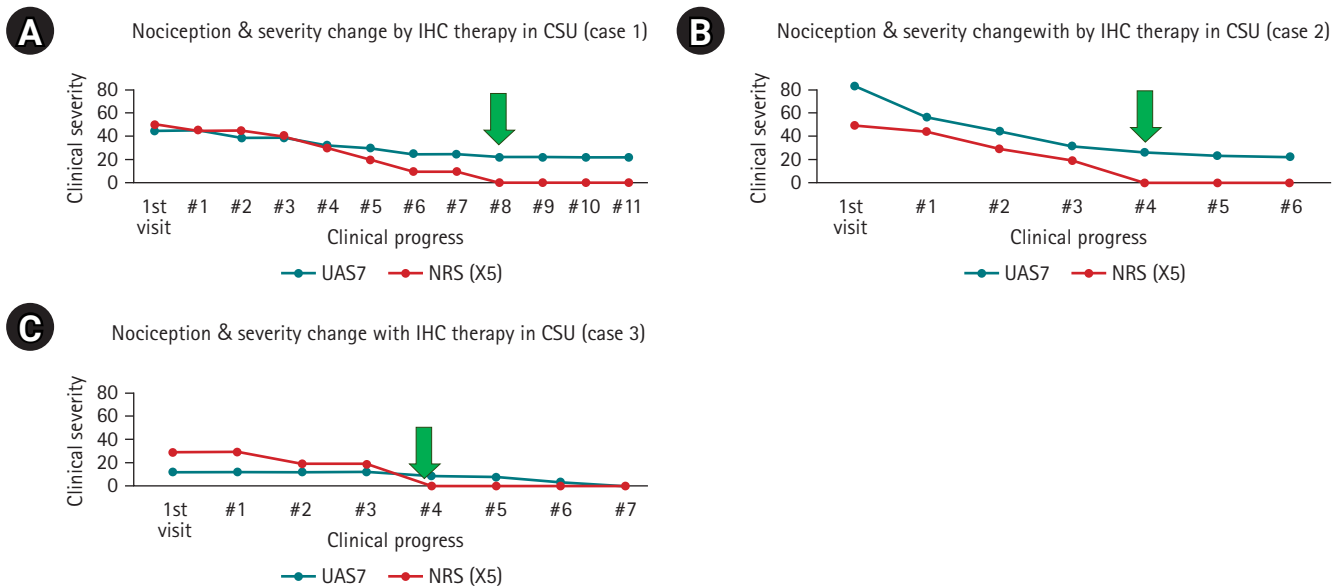 A
Nociception & severity change by IHC therapy in CSU (case 1)
Clinical severity
80
60
40
20
0
1st visit #1 #2 #3 #4 #5 #6 #7 #8 #9 #10 #11
Clinical progress
UAS7 NRS (X5)
B
Nociception & severity changewith by IHC therapy in CSU (case 2)
Clinical severity
80
60
40
20
0
1st visit #1 #2 #3 #4 #5 #6
Clinical progress
UAS7 NRS (X5)
C
Nociception & severity change with IHC therapy in CSU (case 3)
Clinical severity
80
60
40
20
0
1st visit #1 #2 #3 #4 #5 #6 #7
Clinical progress
UAS7 NRS (X5)